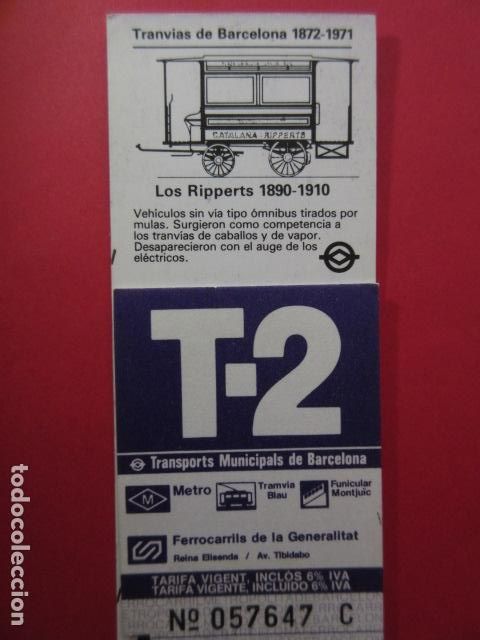 Tranvias de Barcelona 1872-1971
CATALANA-RIPPERTS
Los Ripperts 1890-1910
Vehiculos sin via tipo ómnibus tirados por
mulas. Surgieron como competencia a
los tranvias de caballos y de vapor.
Desaparecieron con el auge de los
eléctricos.
T-2
Transports Municipals de Barcelona
M
Metro
Tramvia
Blau
Funicular
Montjuïc
Ferrocarrils de la Generalitat
Reina Elisenda / Av. Tibidabo
TARIFA VIGENT, INCLÒS 6% IVA
TARIFA VIGENTE, INCLUIDO 6% IVA
Nº 057647 C
todocoleccion
todocoleccion